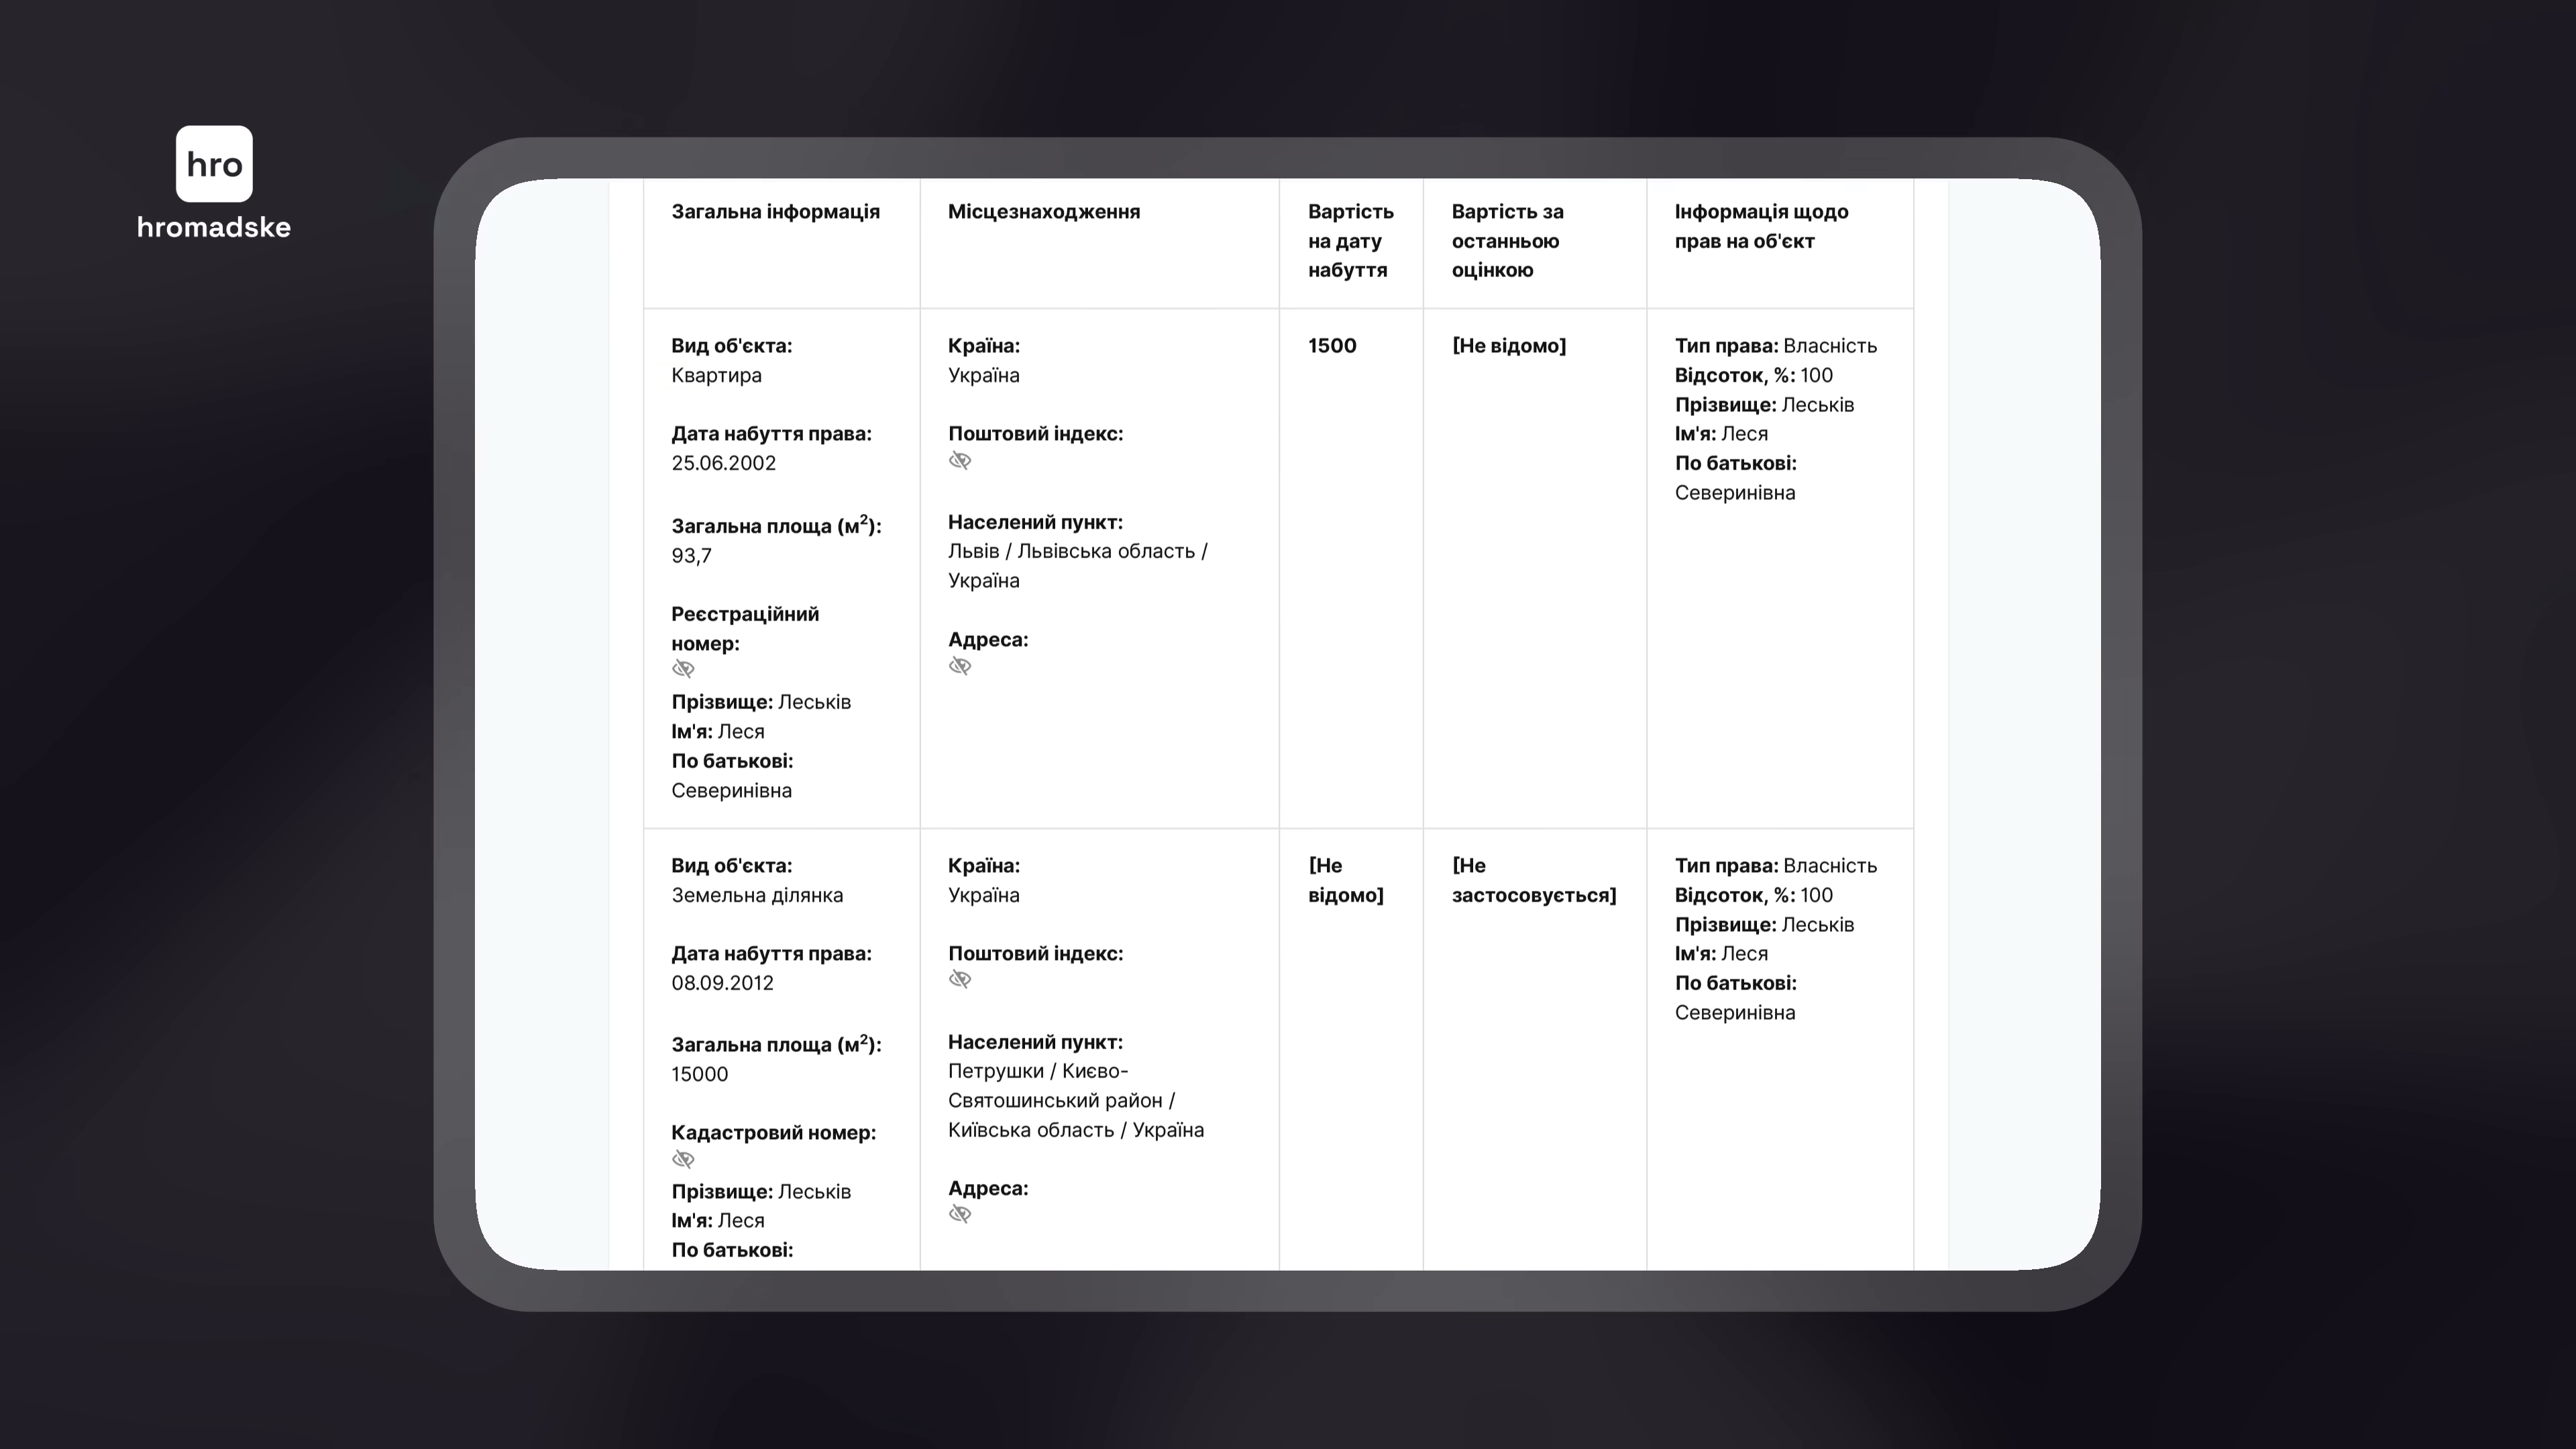 hro
hromadske
Загальна інформація
Місцезнаходження
Вартість
на дату
набуття
Вартість за
останньою
оцінкою
Інформація щодо
прав на об'єкт
Вид об'єкта:
Квартира
Дата набуття права:
25.06.2002
Загальна площа (м²):
93,7
Реєстраційний
номер:
Прізвище: Леськів
Ім'я: Леся
По батькові:
Северинівна
Країна:
Україна
Поштовий індекс:
Населений пункт:
Львів / Львівська область /
Україна
Адреса:
1500
[Не відомо]
Тип права: Власність
Відсоток, %: 100
Прізвище: Леськів
Ім'я: Леся
По батькові:
Северинівна
Вид об'єкта:
Земельна ділянка
Дата набуття права:
08.09.2012
Загальна площа (м²):
15000
Кадастровий номер:
Прізвище: Леськів
Ім'я: Леся
По батькові:
Країна:
Україна
Поштовий індекс:
Населений пункт:
Петрушки / Києво-
Святошинський район /
Київська область / Україна
Адреса:
[Не
відомо]
[Не
застосовується]
Тип права: Власність
Відсоток, %: 100
Прізвище: Леськів
Ім'я: Леся
По батькові:
Северинівна